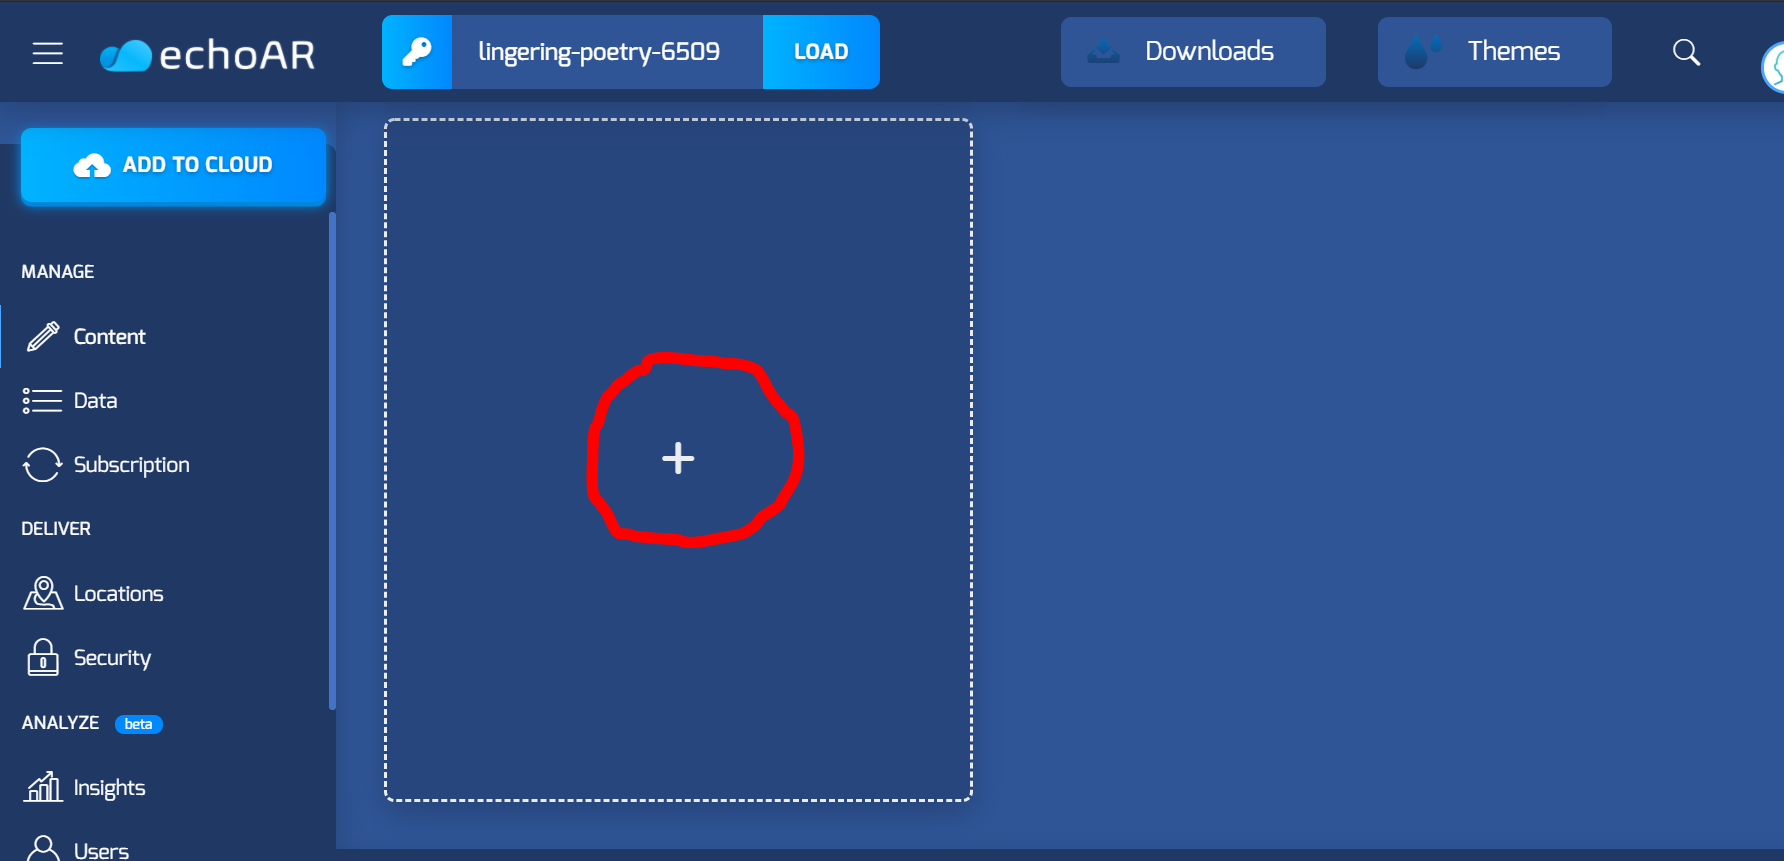 echoAR
lingering-poetry-6509
LOAD
Downloads
Themes
ADD TO CLOUD
MANAGE
Content
Data
Subscription
DELIVER
Locations
Security
ANALYZE beta
Insights
Users